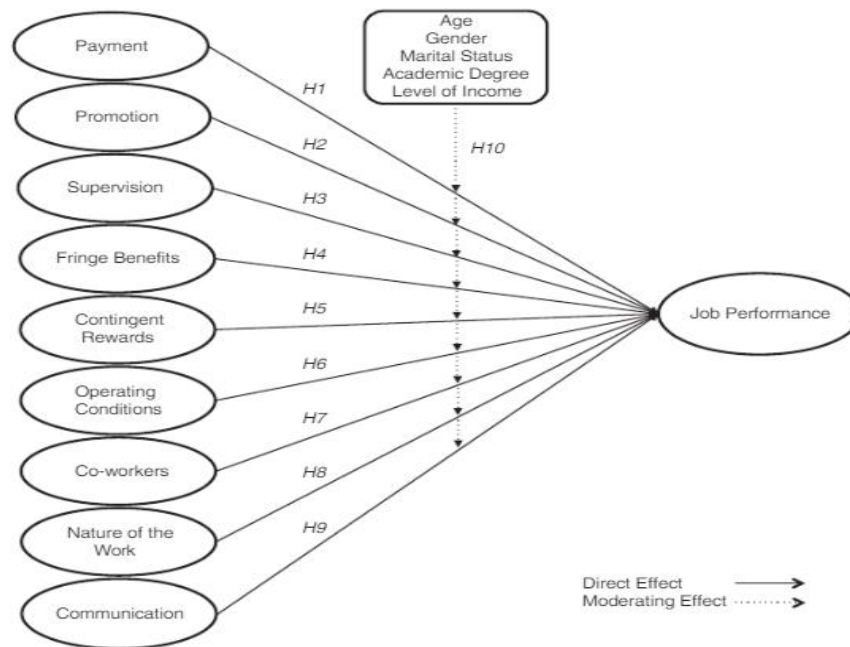 Payment
Promotion
Supervision
Fringe Benefits
Contingent
Rewards
Operating
Conditions
Co-workers
Nature of the
Work
Communication
H1
H2
H3
H4
H5
H6
H7
H8
H9
Age
Gender
Marital Status
Academic Degree
Level of Income
H10
Job Performance
Direct Effect
Moderating Effect